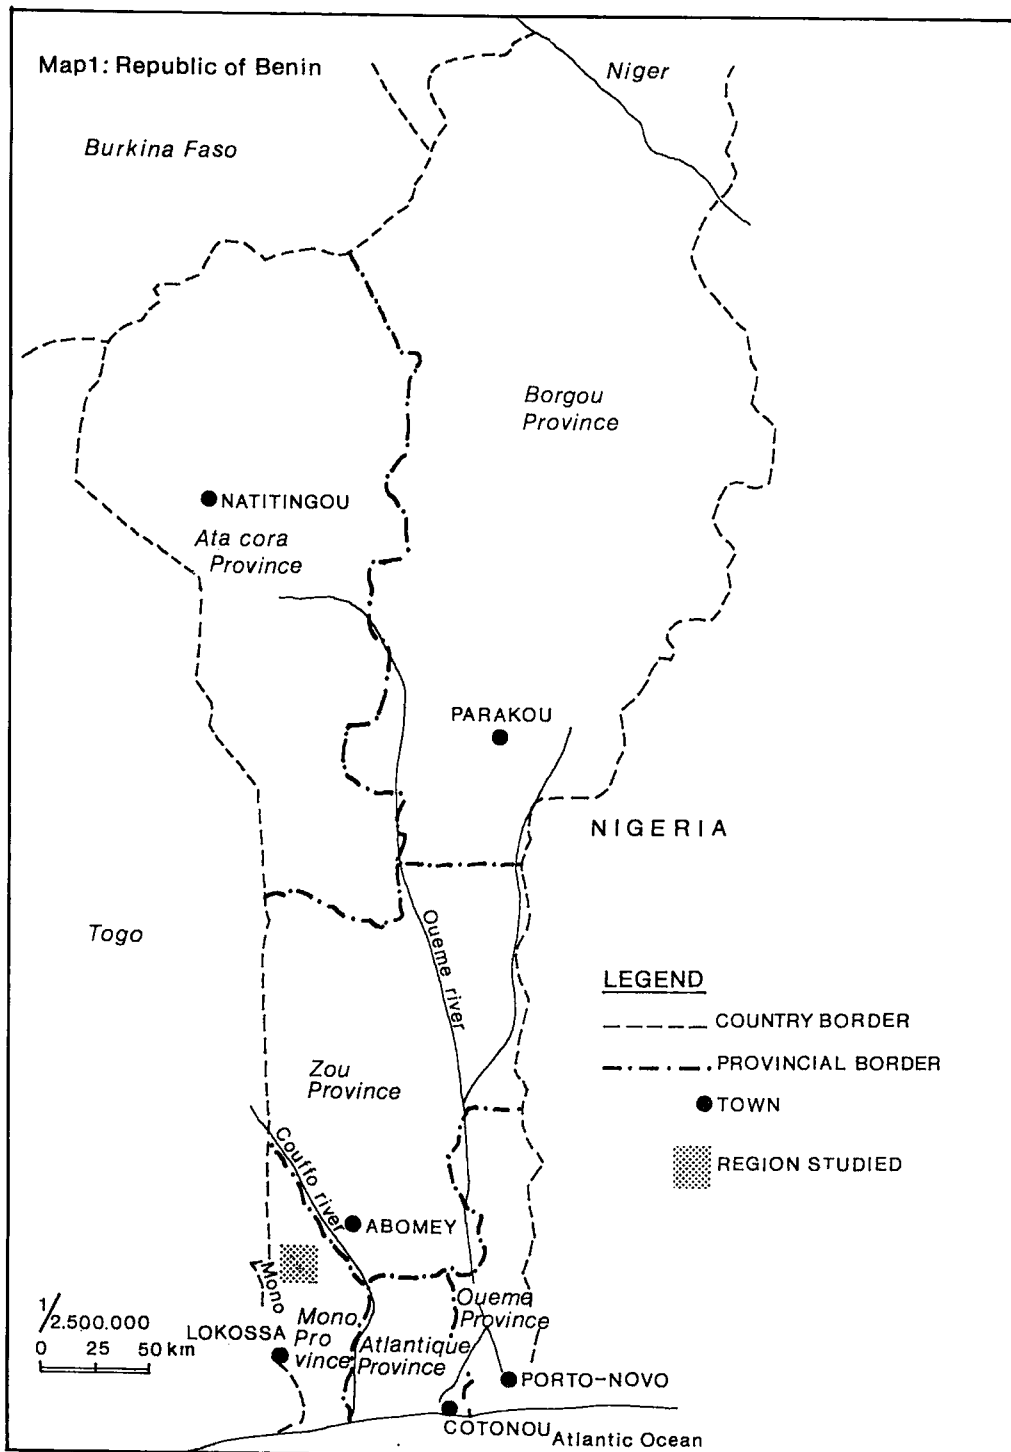 Map1: Republic of Benin
Niger
Burkina Faso
Borgou
Province
NATITINGOU
Ata cora
Province
PARAKOU
NIGERIA
Togo
Oueme river
LEGEND
COUNTRY BORDER
PROVINCIAL BORDER
TOWN
REGION STUDIED
Zou
Province
Couffo river
ABOMEY
Mono
1/2.500.000
0 25 50 km
LOKOSSA
Mono
Pro
vince
Atlantique
Province
Oueme
Province
PORTO-NOVO
COTONOU
Atlantic Ocean